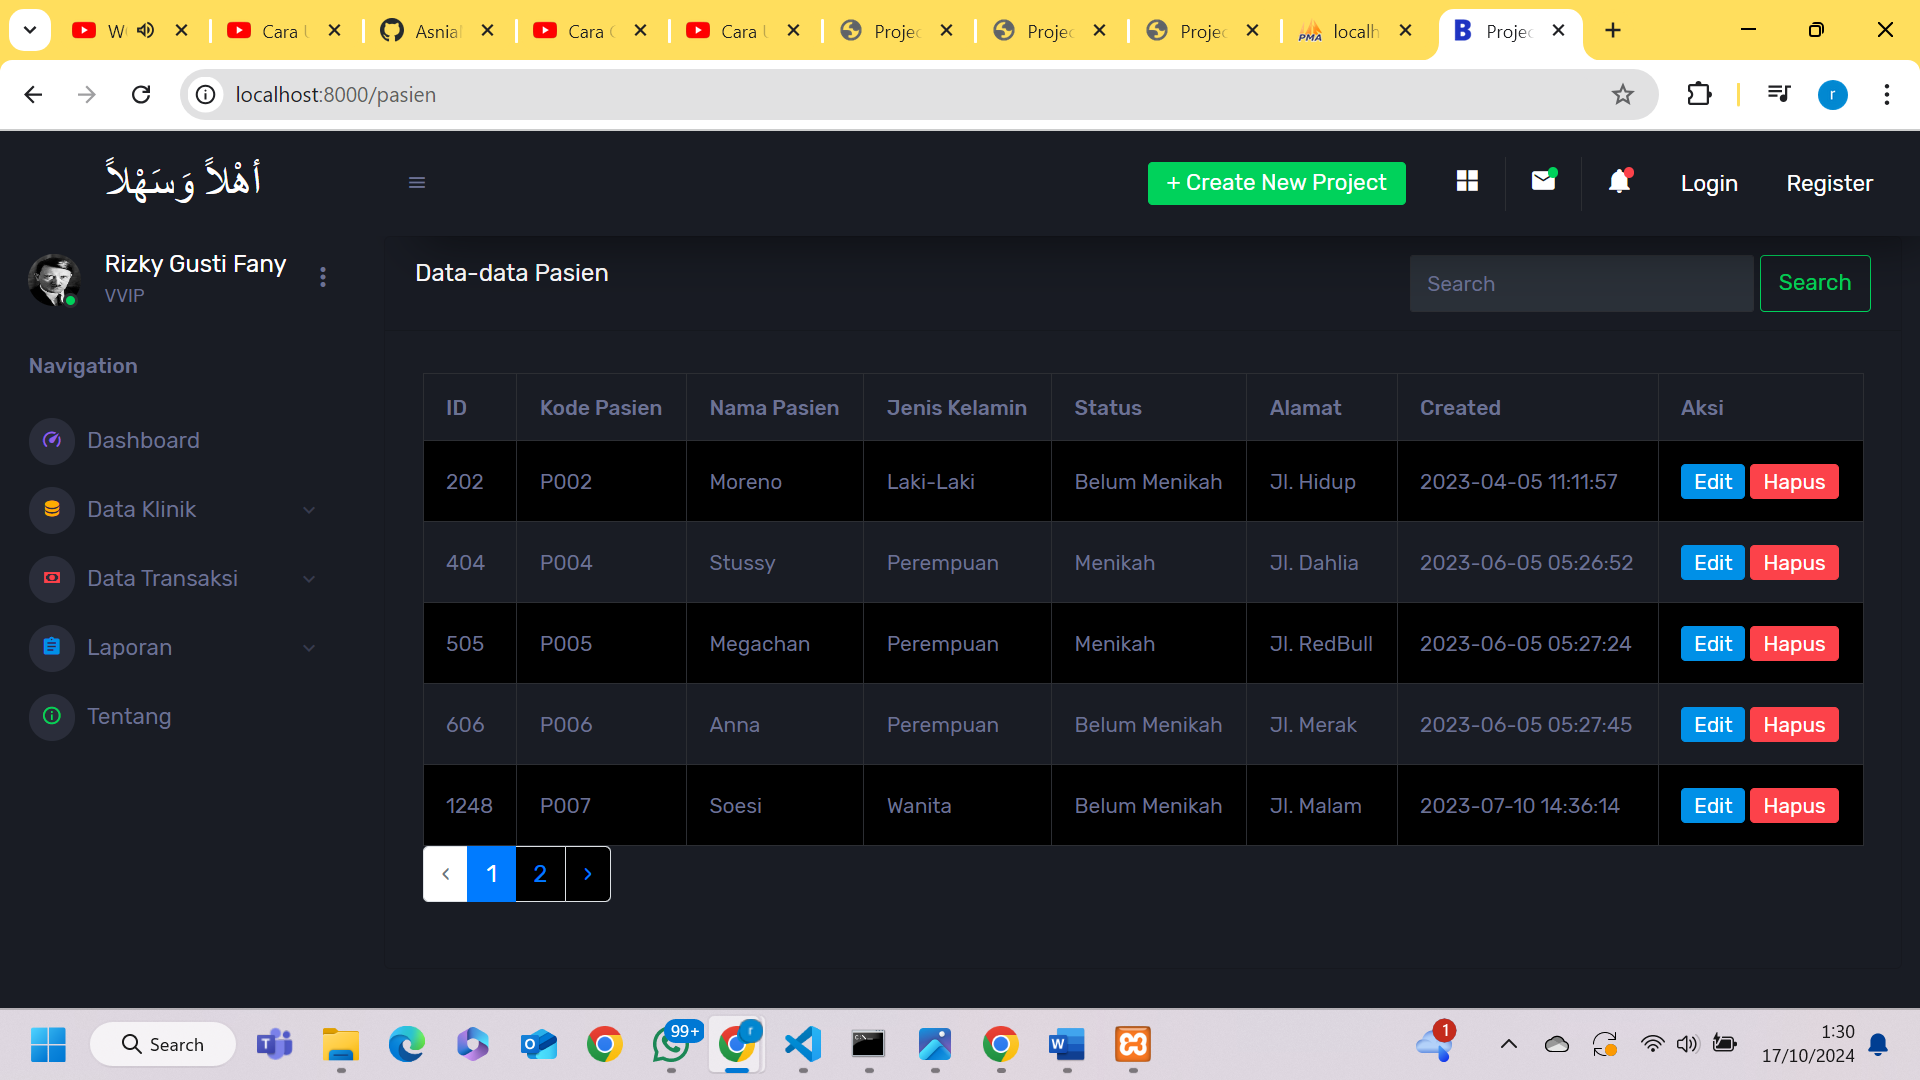 W
Cara U
Asnial
Cara C
Cara U
Projec
Projec
Projec
PMA localh
B Projec
localhost:8000/pasien
r
أهْلاً وَسَهْلاً
+ Create New Project
Login
Register
Rizky Gusti Fany
VVIP
Data-data Pasien
Search
Search
Navigation
Dashboard
Data Klinik
Data Transaksi
Laporan
Tentang
ID Kode Pasien Nama Pasien Jenis Kelamin Status Alamat Created Aksi
202 P002 Moreno Laki-Laki Belum Menikah Jl. Hidup 2023-04-05 11:11:57 Edit Hapus
404 P004 Stussy Perempuan Menikah Jl. Dahlia 2023-06-05 05:26:52 Edit Hapus
505 P005 Megachan Perempuan Menikah Jl. RedBull 2023-06-05 05:27:24 Edit Hapus
606 P006 Anna Perempuan Belum Menikah Jl. Merak 2023-06-05 05:27:45 Edit Hapus
1248 P007 Soesi Wanita Belum Menikah Jl. Malam 2023-07-10 14:36:14 Edit Hapus
‹ 1 2 ›
Search
99+
r
1
1:30
17/10/2024